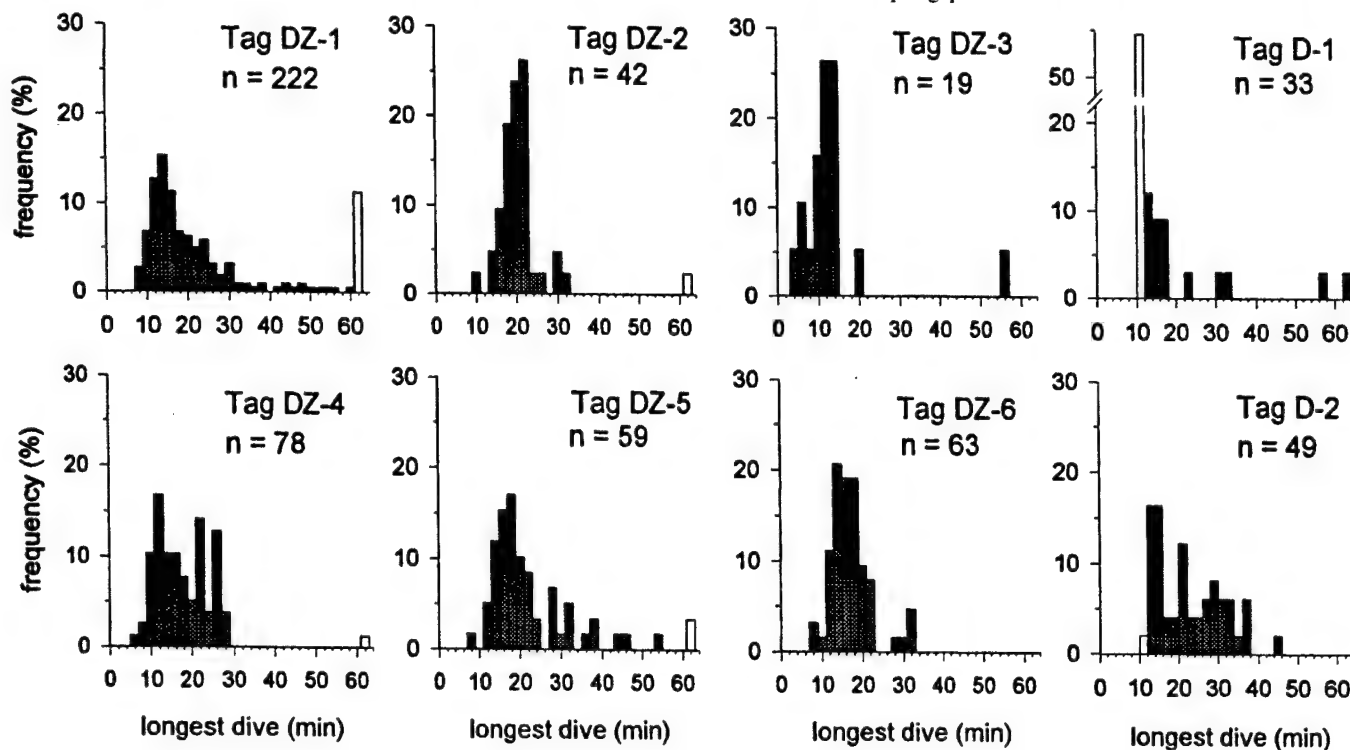 Tag DZ-1
n = 222
Tag DZ-2
n = 42
Tag DZ-3
n = 19
Tag D-1
n = 33
frequency (%)
30
20
10
0
30
20
10
0
30
20
10
0
50
20
10
0
0 10 20 30 40 50 60
0 10 20 30 40 50 60
0 10 20 30 40 50 60
0 10 20 30 40 50 60
Tag DZ-4
n = 78
Tag DZ-5
n = 59
Tag DZ-6
n = 63
Tag D-2
n = 49
frequency (%)
30
20
10
0
30
20
10
0
30
20
10
0
30
20
10
0
0 10 20 30 40 50 60
0 10 20 30 40 50 60
0 10 20 30 40 50 60
0 10 20 30 40 50 60
longest dive (min)
longest dive (min)
longest dive (min)
longest dive (min)